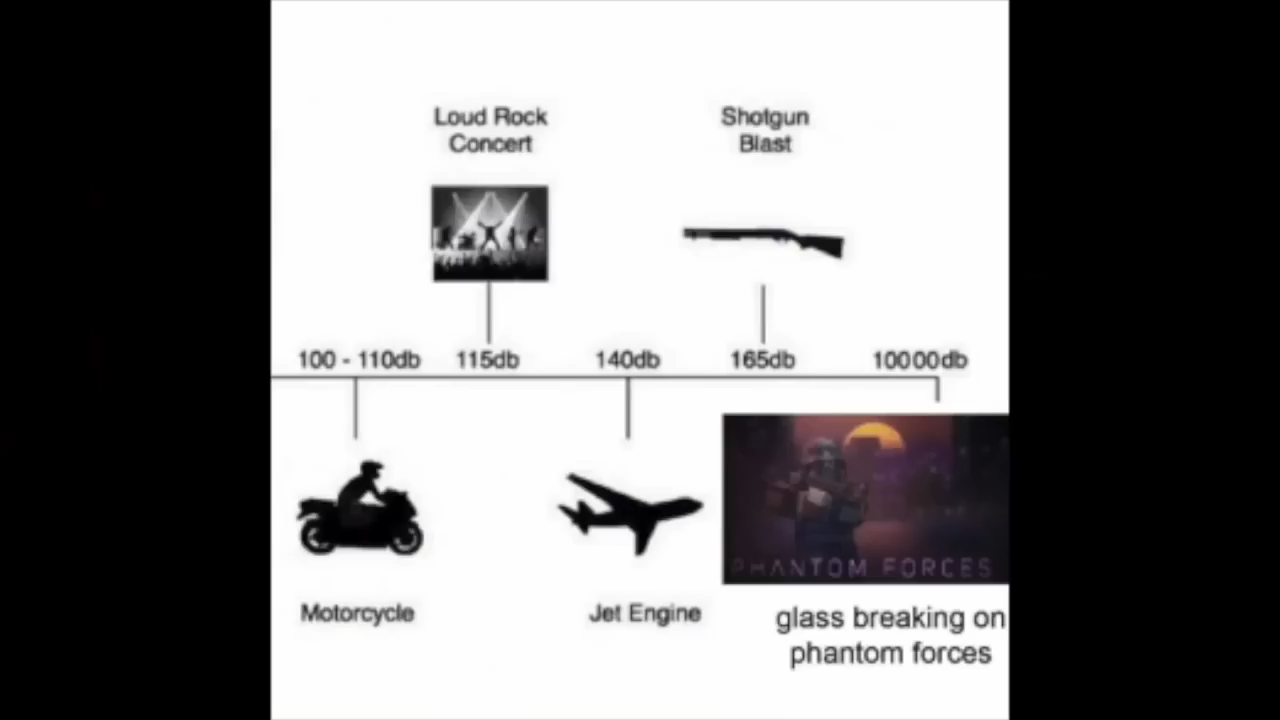 Loud Rock
Concert
Shotgun
Blast
100 - 110db
115db
140db
165db
10000db
PHANTOM FORCES
Motorcycle
Jet Engine
glass breaking on
phantom forces